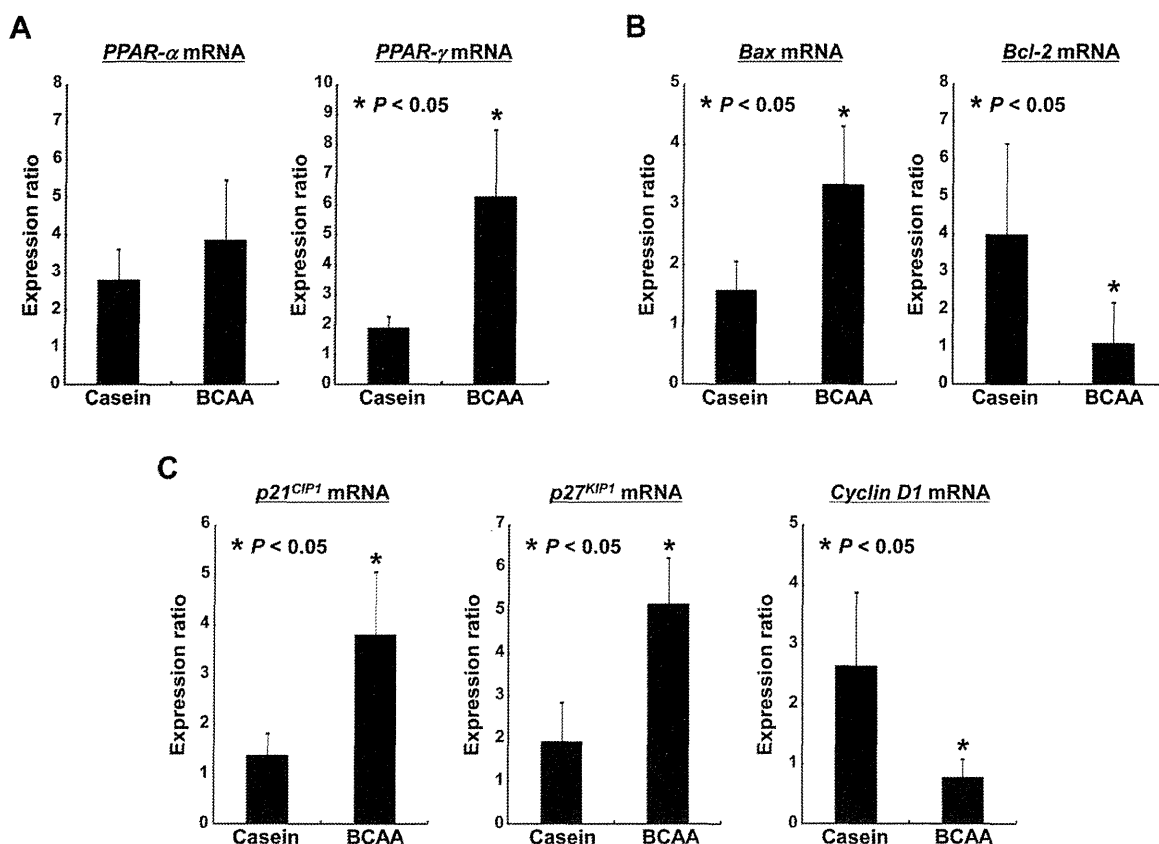 A
PPAR-α mRNA
Expression ratio
8
7
6
5
4
3
2
1
0
Casein BCAA
PPAR-γ mRNA
* P < 0.05
*
Expression ratio
10
9
8
7
6
5
4
3
2
1
0
Casein BCAA
B
Bax mRNA
* P < 0.05
*
Expression ratio
5
4
3
2
1
0
Casein BCAA
Bcl-2 mRNA
* P < 0.05
*
Expression ratio
8
7
6
5
4
3
2
1
0
Casein BCAA
C
p21^CIP1 mRNA
* P < 0.05
*
Expression ratio
6
5
4
3
2
1
0
Casein BCAA
p27^KIP1 mRNA
* P < 0.05
*
Expression ratio
7
6
5
4
3
2
1
0
Casein BCAA
Cyclin D1 mRNA
* P < 0.05
*
Expression ratio
5
4
3
2
1
0
Casein BCAA